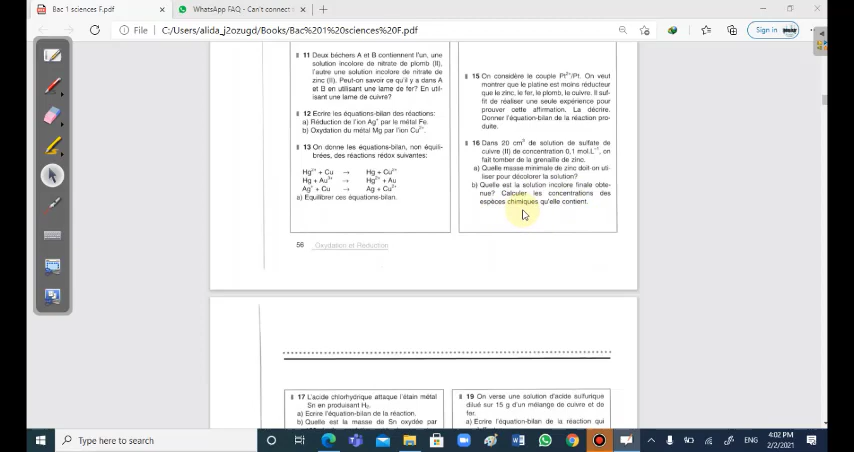 Bac 1 sciences F.pdf
WhatsApp FAQ - Can't connect
File
C:/Users/alida_j2ozugd/Books/Bac%201%20sciences%20F.pdf
Sign in
11 Deux béchers A et B contiennent l'un, une
solution incolore de nitrate de plomb (II),
l'autre une solution incolore de nitrate de
zinc (II). Peut-on savoir ce qu'il y a dans A
et B en utilisant une lame de fer? En util-
isant une lame de cuivre?
12 Ecrire les équations-bilan des réactions:
a) Réduction de l'ion Ag⁺ par le métal Fe.
b) Oxydation du métal Mg par l'ion Cu²⁺.
13 On donne les équations-bilan, non équili-
brées, des réactions rédox suivantes:
Hg²⁺ + Cu → Hg + Cu²⁺
Hg + Au³⁺ → Hg²⁺ + Au
Ag⁺ + Cu → Ag + Cu²⁺
a) Equilibrer ces équations-bilan.
56 Oxydation et Réduction
15 On considère le couple Pt²⁺/Pt. On veut
montrer que le platine est moins réducteur
que le zinc, le fer, le plomb, le cuivre. Il suf-
fit de réaliser une seule expérience pour
prouver cette affirmation. La décrire.
Donner l'équation-bilan de la réaction pro-
duite.
16 Dans 20 cm³ de solution de sulfate de
cuivre (II) de concentration 0,1 mol.L⁻¹, on
fait tomber de la grenaille de zinc.
a) Quelle masse minimale de zinc doit-on uti-
liser pour décolorer la solution?
b) Quelle est la solution incolore finale obte-
nue? Calculer les concentrations des
espèces chimiques qu'elle contient.
17 L'acide chlorhydrique attaque l'étain métal
Sn en produisant H₂.
a) Ecrire l'équation-bilan de la réaction.
b) Quelle est la masse de Sn oxydée par
19 On verse une solution d'acide sulfurique
dilué sur 15 g d'un mélange de cuivre et de
fer.
a) Ecrire l'équation-bilan de la réaction qui
Type here to search
ENG
4:02 PM
2/2/2021